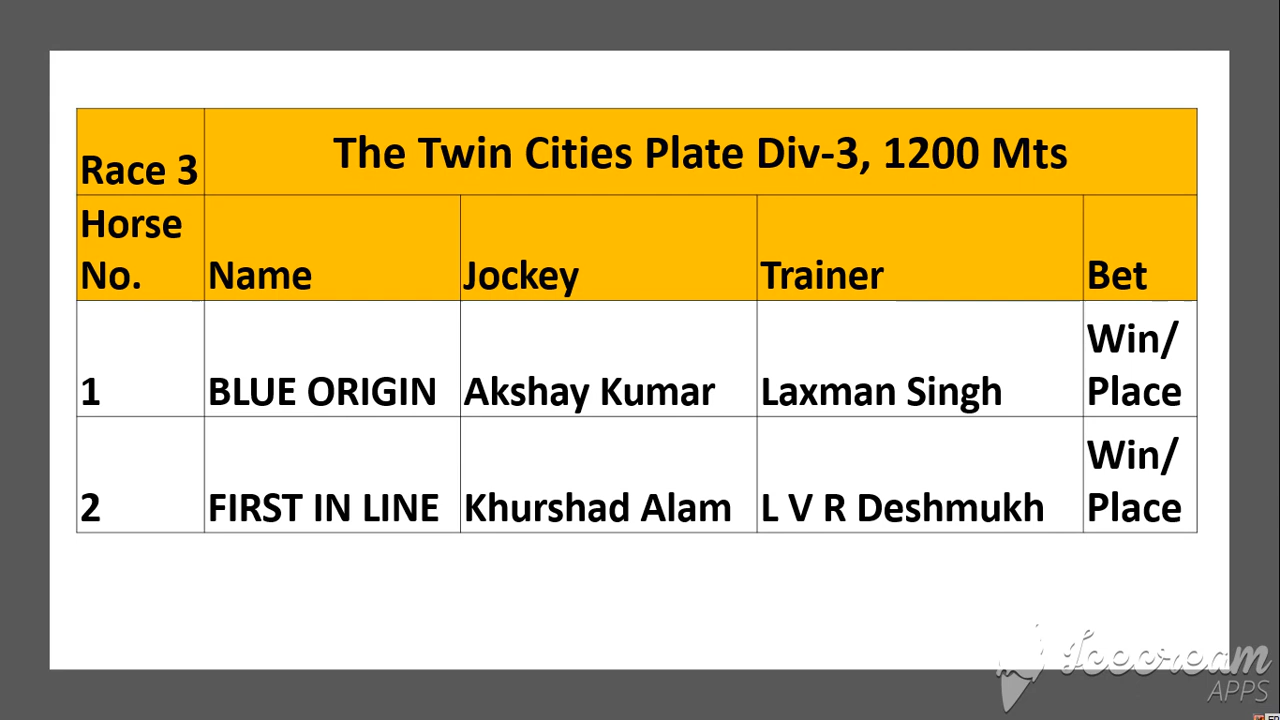 Race 3
The Twin Cities Plate Div-3, 1200 Mts
Horse
No.
Name
Jockey
Trainer
Bet
1
BLUE ORIGIN
Akshay Kumar
Laxman Singh
Win/
Place
2
FIRST IN LINE
Khurshad Alam
L V R Deshmukh
Win/
Place
Icecream
APPS